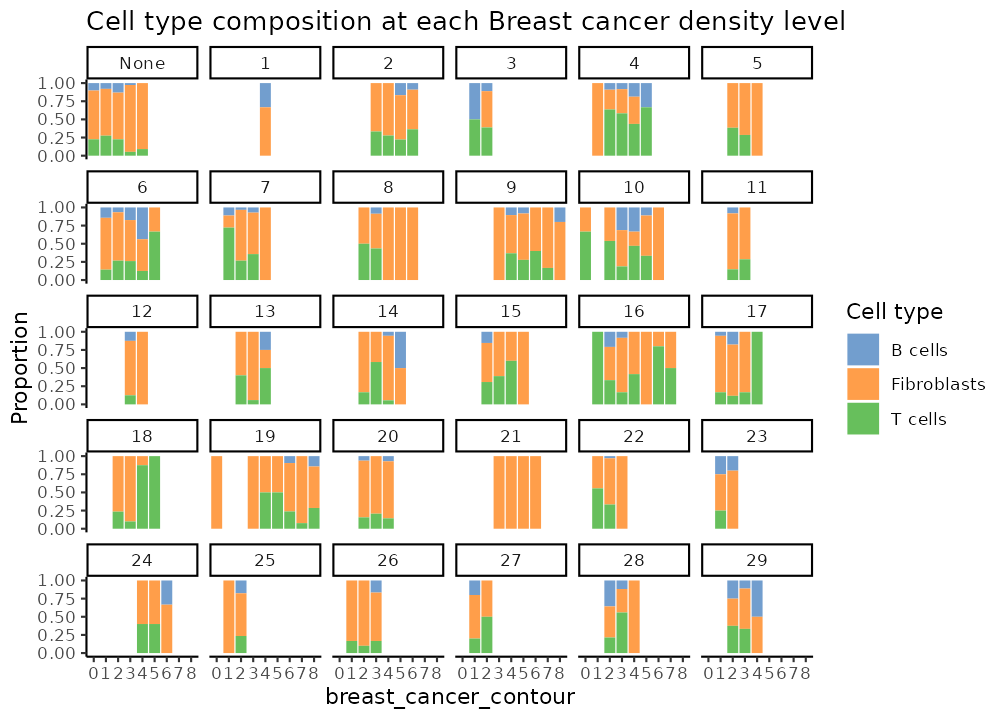 Cell type composition at each Breast cancer density level
None 1 2 3 4 5
1.00
0.75
0.50
0.25
0.00
6 7 8 9 10 11
1.00
0.75
0.50
0.25
0.00
12 13 14 15 16 17
1.00
0.75
0.50
0.25
0.00
18 19 20 21 22 23
1.00
0.75
0.50
0.25
0.00
24 25 26 27 28 29
1.00
0.75
0.50
0.25
0.00
012345678 012345678 012345678 012345678 012345678 012345678
breast_cancer_contour
Proportion
Cell type
B cells
Fibroblasts
T cells